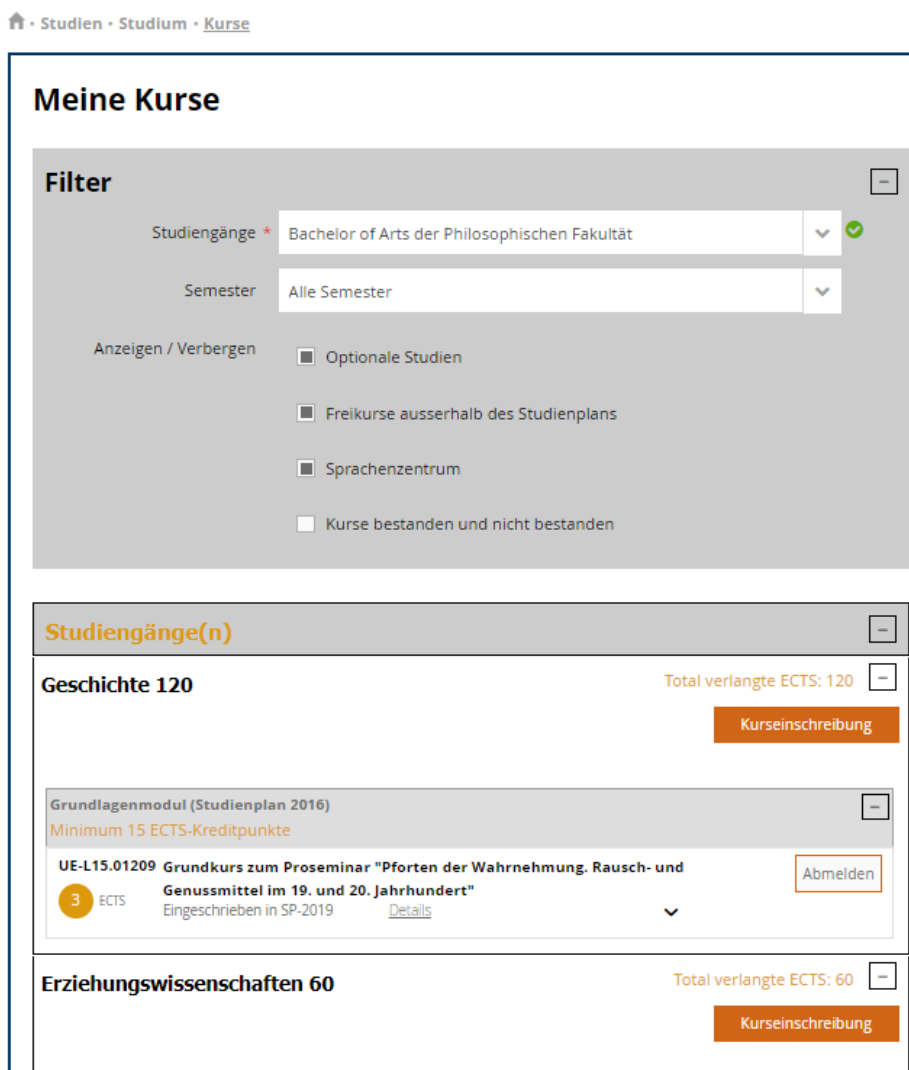 • Studien • Studium • Kurse
Meine Kurse
Filter
Studiengänge * Bachelor of Arts der Philosophischen Fakultät
Semester Alle Semester
Anzeigen / Verbergen
Optionale Studien
Freikurse ausserhalb des Studienplans
Sprachenzentrum
Kurse bestanden und nicht bestanden
Studiengänge(n)
Geschichte 120 Total verlangte ECTS: 120
Kurseinschreibung
Grundlagenmodul (Studienplan 2016)
Minimum 15 ECTS-Kreditpunkte
UE-L15.01209 Grundkurs zum Proseminar "Pforten der Wahrnehmung. Rausch- und
Genussmittel im 19. und 20. Jahrhundert"
3 ECTS Eingeschrieben in SP-2019 Details
Abmelden
Erziehungswissenschaften 60 Total verlangte ECTS: 60
Kurseinschreibung